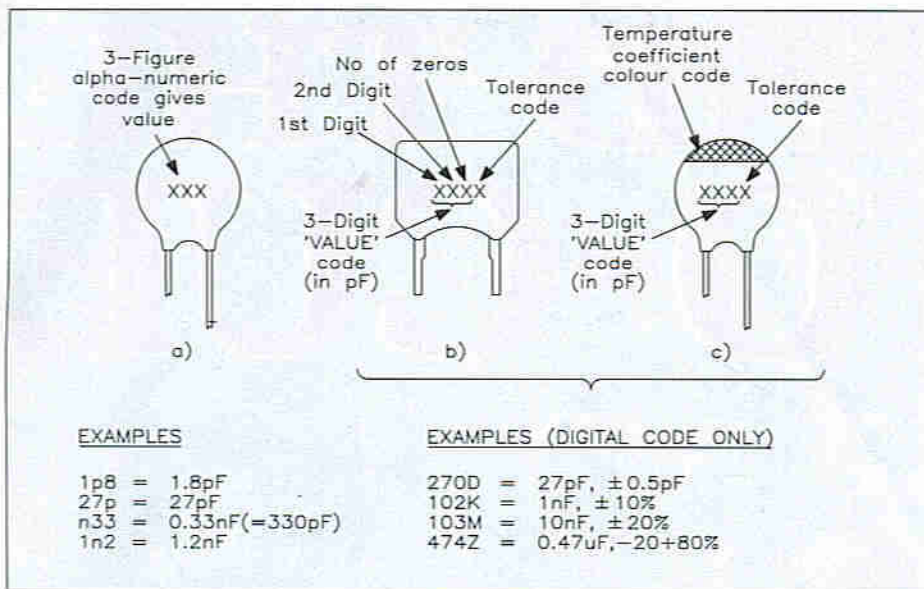 3-Figure
alpha-numeric
code gives
value
XXX
a)
No of zeros
2nd Digit
1st Digit
Tolerance
code
XXXX
3-Digit
'VALUE'
code
(in pF)
b)
Temperature
coefficient
colour code
Tolerance
code
XXXX
3-Digit
'VALUE'
code
(in pF)
c)
EXAMPLES
1p8 = 1.8pF
27p = 27pF
n33 = 0.33nF(=330pF)
1n2 = 1.2nF
EXAMPLES (DIGITAL CODE ONLY)
270D = 27pF, ±0.5pF
102K = 1nF, ±10%
103M = 10nF, ±20%
474Z = 0.47uF,-20+80%